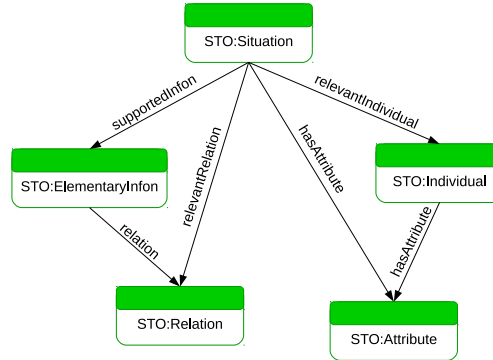 STO:Situation
supportedInfon
relevantIndividual
relevantRelation
hasAttribute
STO:ElementaryInfon
STO:Individual
relation
hasAttribute
STO:Relation
STO:Attribute